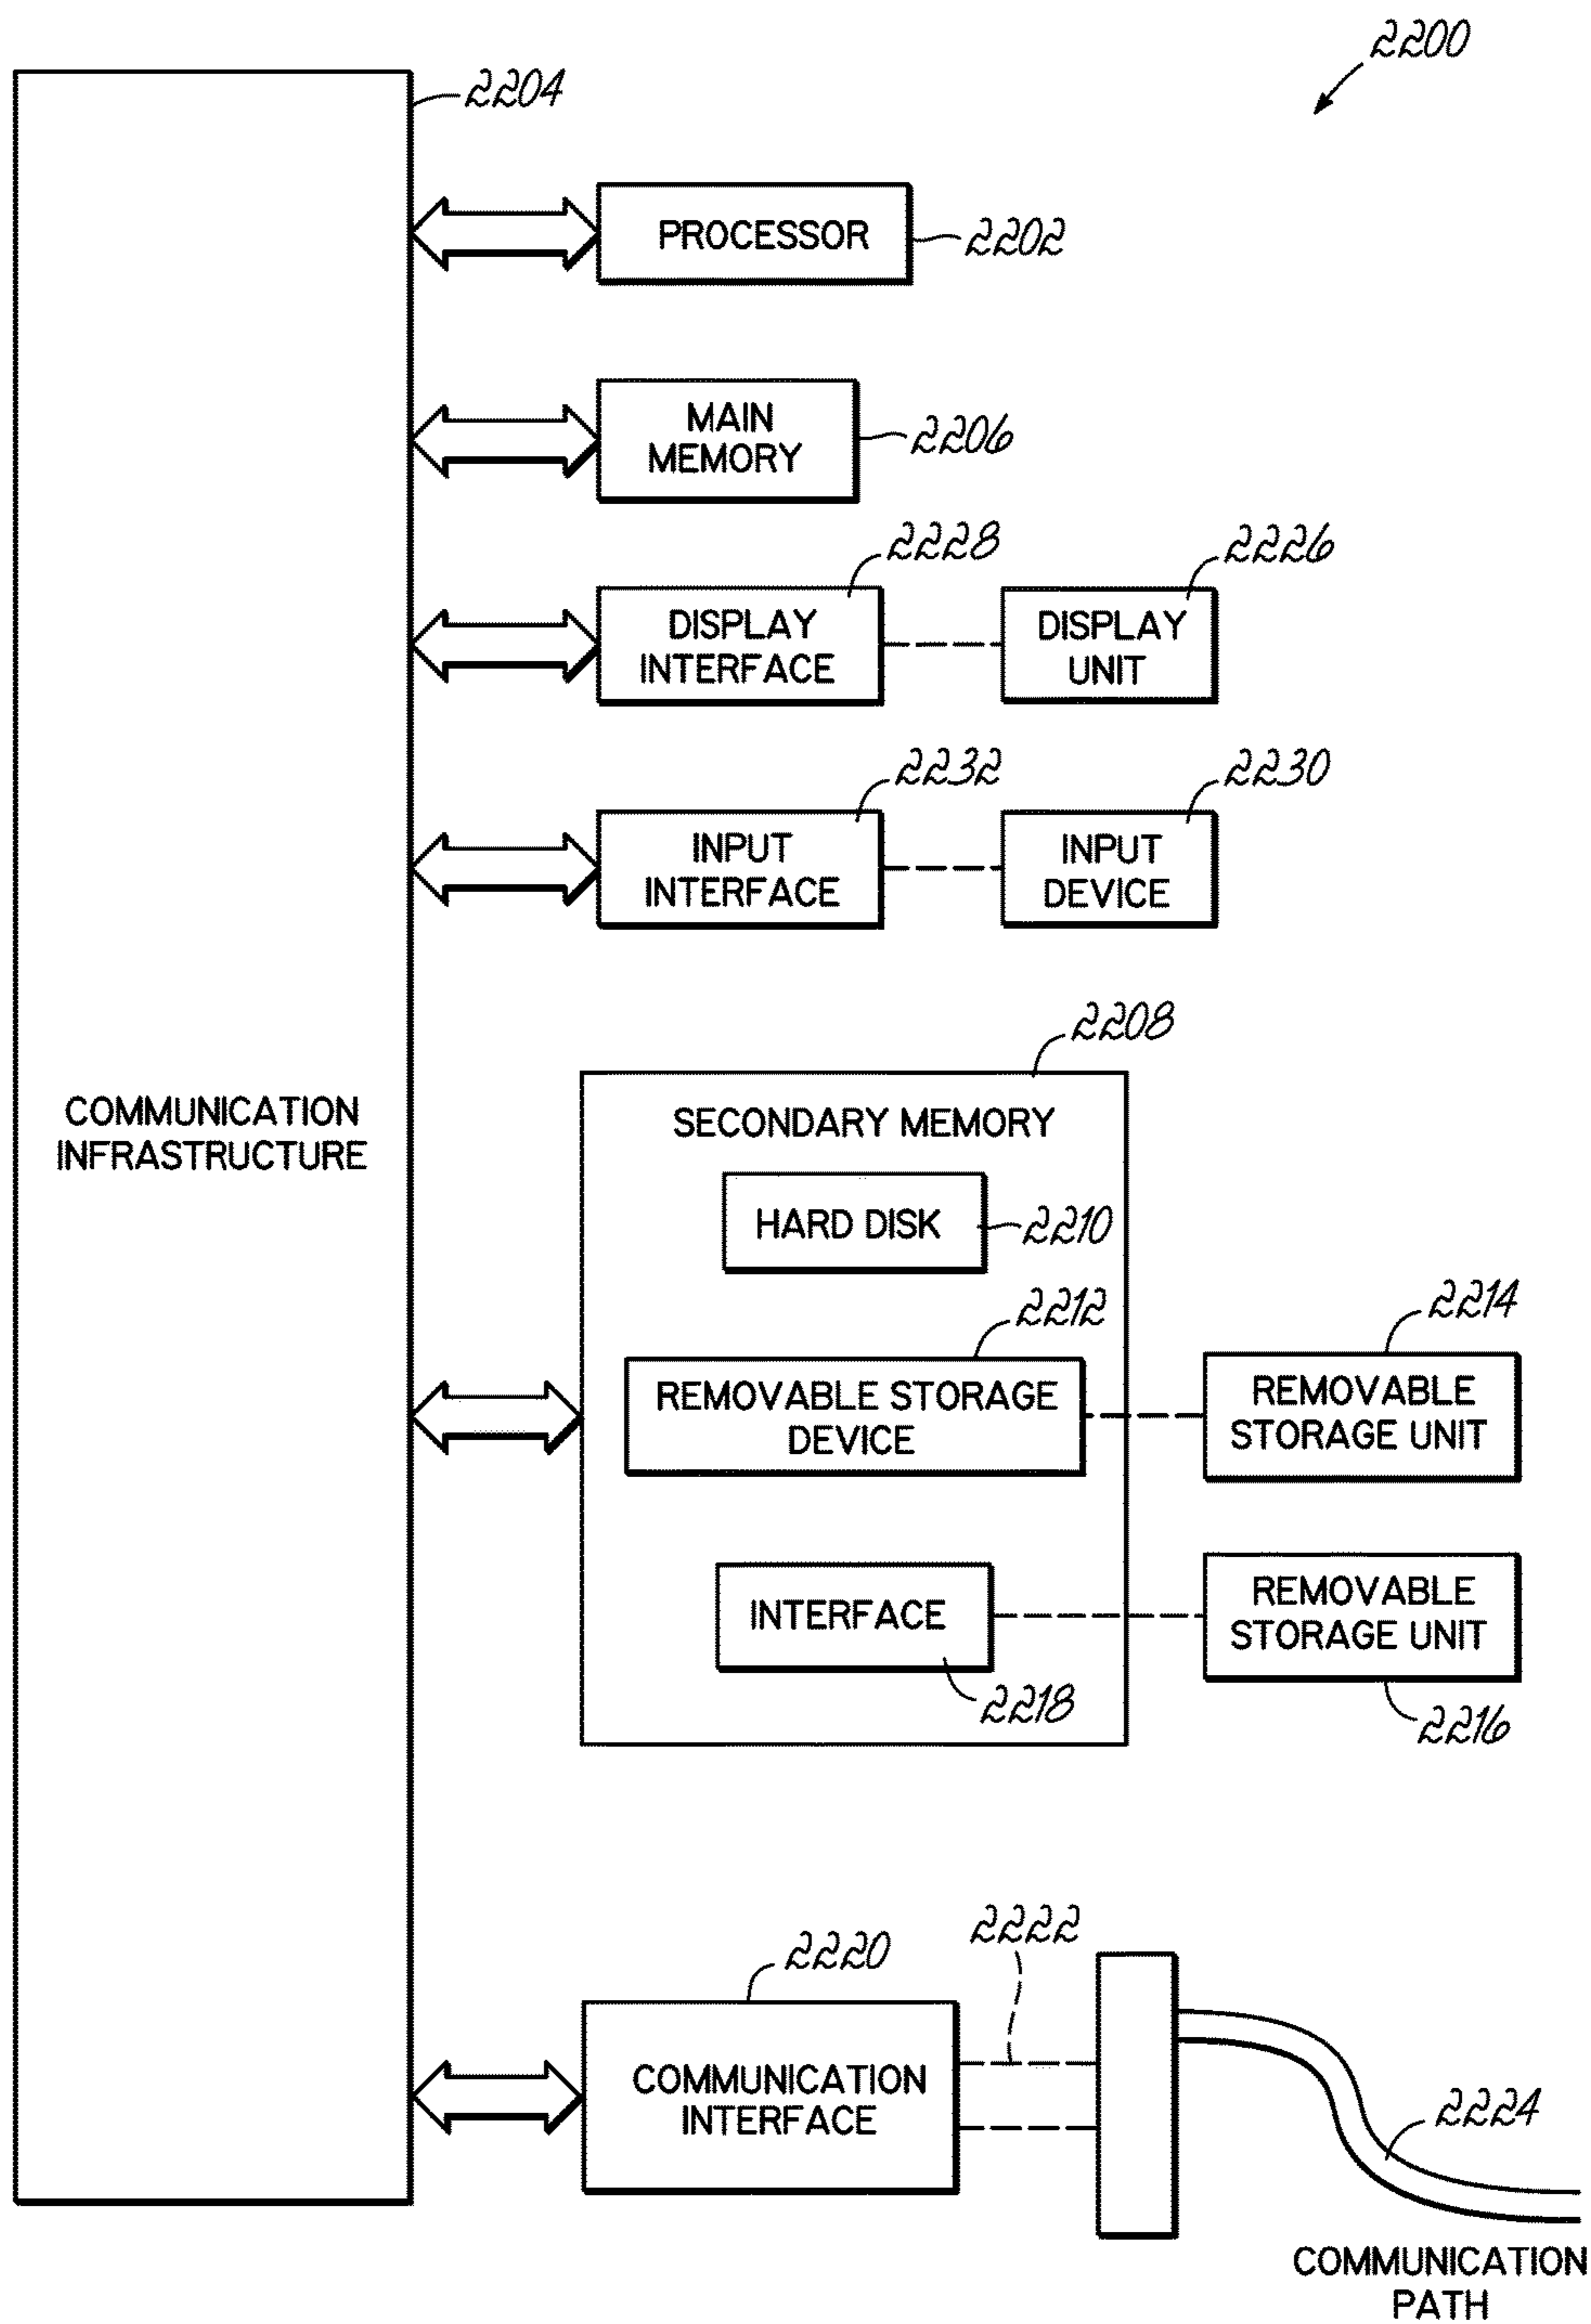 2200
2204
PROCESSOR
2202
MAIN
MEMORY
2206
2228
2226
DISPLAY
INTERFACE
DISPLAY
UNIT
2232
2230
INPUT
INTERFACE
INPUT
DEVICE
2208
COMMUNICATION
INFRASTRUCTURE
SECONDARY MEMORY
HARD DISK
2210
2212
2214
REMOVABLE STORAGE
DEVICE
REMOVABLE
STORAGE UNIT
INTERFACE
REMOVABLE
STORAGE UNIT
2218
2216
2220
2222
COMMUNICATION
INTERFACE
2224
COMMUNICATION
PATH